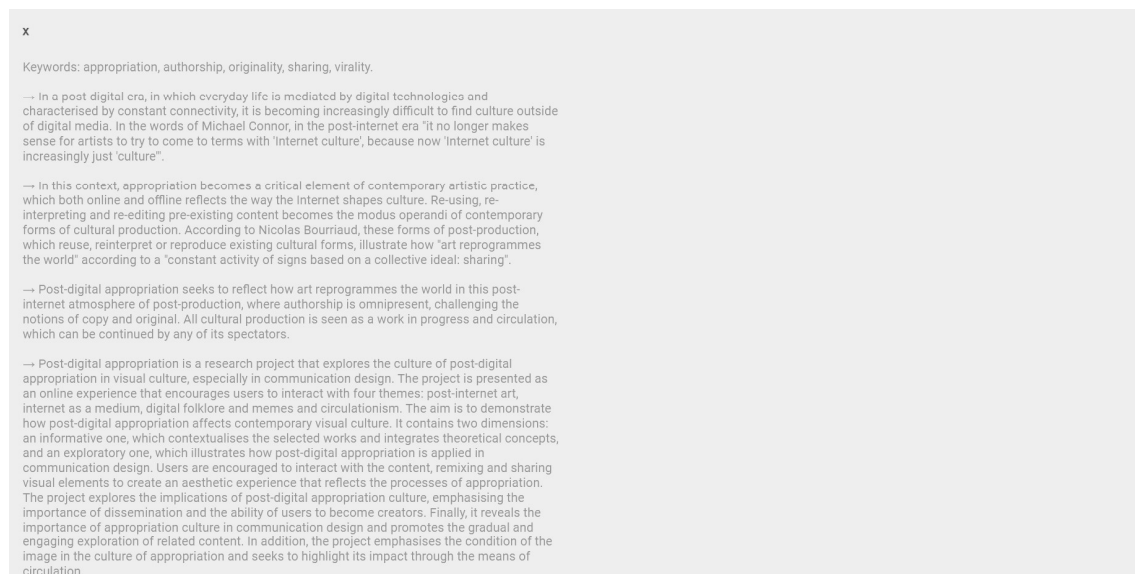 x
Keywords: appropriation, authorship, originality, sharing, virality.
→ In a post digital era, in which everyday life is mediated by digital technologies and
characterised by constant connectivity, it is becoming increasingly difficult to find culture outside
of digital media. In the words of Michael Connor, in the post-internet era "it no longer makes
sense for artists to try to come to terms with 'Internet culture', because now 'Internet culture' is
increasingly just 'culture'".
→ In this context, appropriation becomes a critical element of contemporary artistic practice,
which both online and offline reflects the way the Internet shapes culture. Re-using, re-
interpreting and re-editing pre-existing content becomes the modus operandi of contemporary
forms of cultural production. According to Nicolas Bourriaud, these forms of post-production,
which reuse, reinterpret or reproduce existing cultural forms, illustrate how "art reprogrammes
the world" according to a "constant activity of signs based on a collective ideal: sharing".
→ Post-digital appropriation seeks to reflect how art reprogrammes the world in this post-
internet atmosphere of post-production, where authorship is omnipresent, challenging the
notions of copy and original. All cultural production is seen as a work in progress and circulation,
which can be continued by any of its spectators.
→ Post-digital appropriation is a research project that explores the culture of post-digital
appropriation in visual culture, especially in communication design. The project is presented as
an online experience that encourages users to interact with four themes: post-internet art,
internet as a medium, digital folklore and memes and circulationism. The aim is to demonstrate
how post-digital appropriation affects contemporary visual culture. It contains two dimensions:
an informative one, which contextualises the selected works and integrates theoretical concepts,
and an exploratory one, which illustrates how post-digital appropriation is applied in
communication design. Users are encouraged to interact with the content, remixing and sharing
visual elements to create an aesthetic experience that reflects the processes of appropriation.
The project explores the implications of post-digital appropriation culture, emphasising the
importance of dissemination and the ability of users to become creators. Finally, it reveals the
importance of appropriation culture in communication design and promotes the gradual and
engaging exploration of related content. In addition, the project emphasises the condition of the
image in the culture of appropriation and seeks to highlight its impact through the means of
circulation.